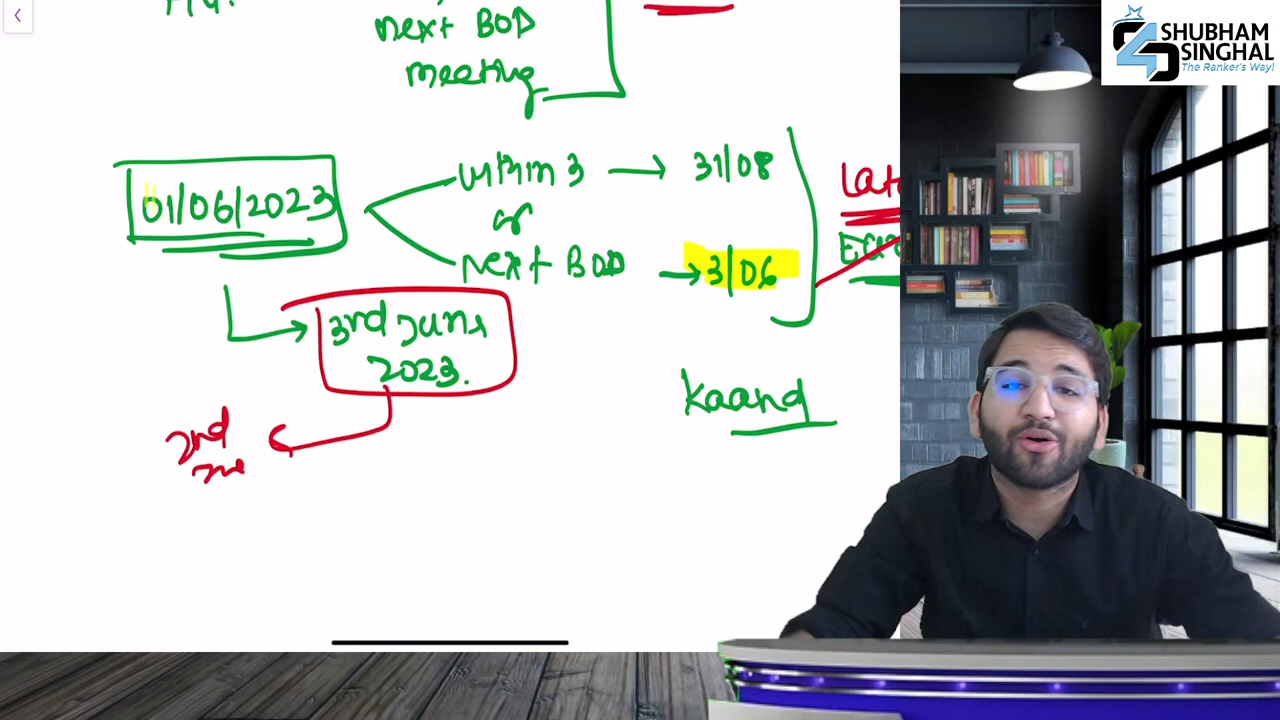 next BOD
meeting
01/06/2023
within 3 → 31/08
or
next BOD → 3/06
3rd June
2023.
Kaand
2nd
SHUBHAM
SINGHAL
The Ranker's Way!